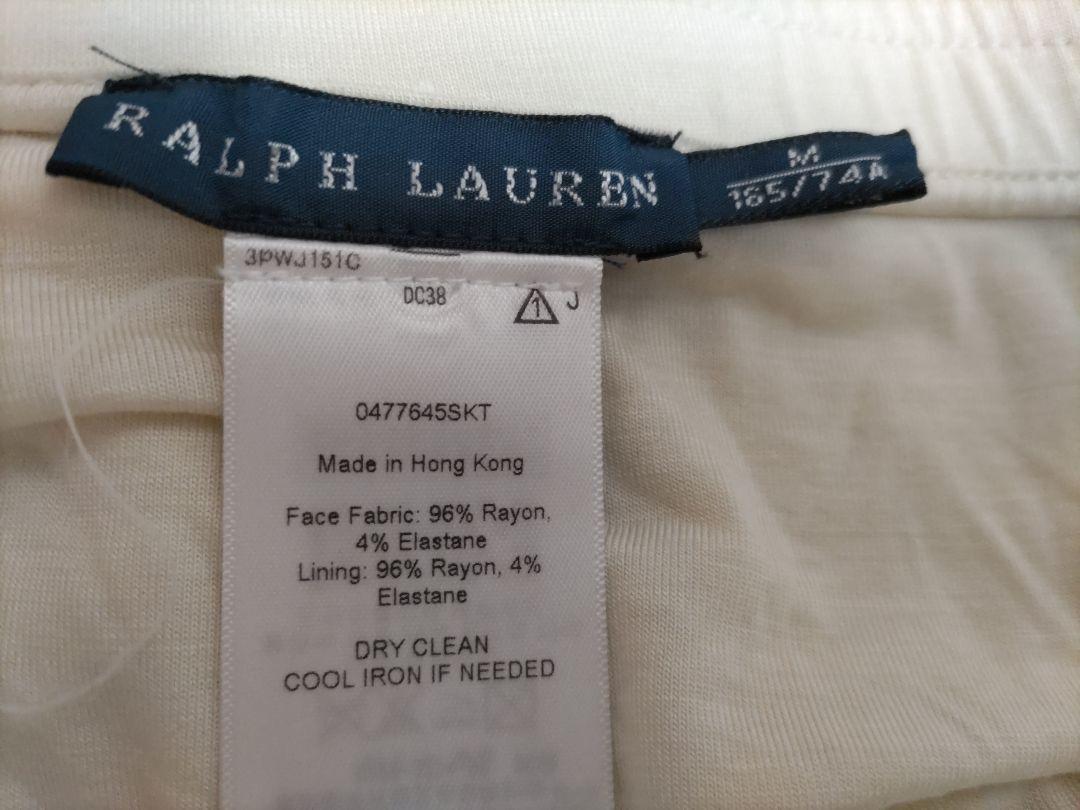 RALPH LAUREN
M
165/74A
3PWJ151C
DC38
1 J
0477645SKT
Made in Hong Kong
Face Fabric: 96% Rayon,
4% Elastane
Lining: 96% Rayon, 4%
Elastane
DRY CLEAN
COOL IRON IF NEEDED